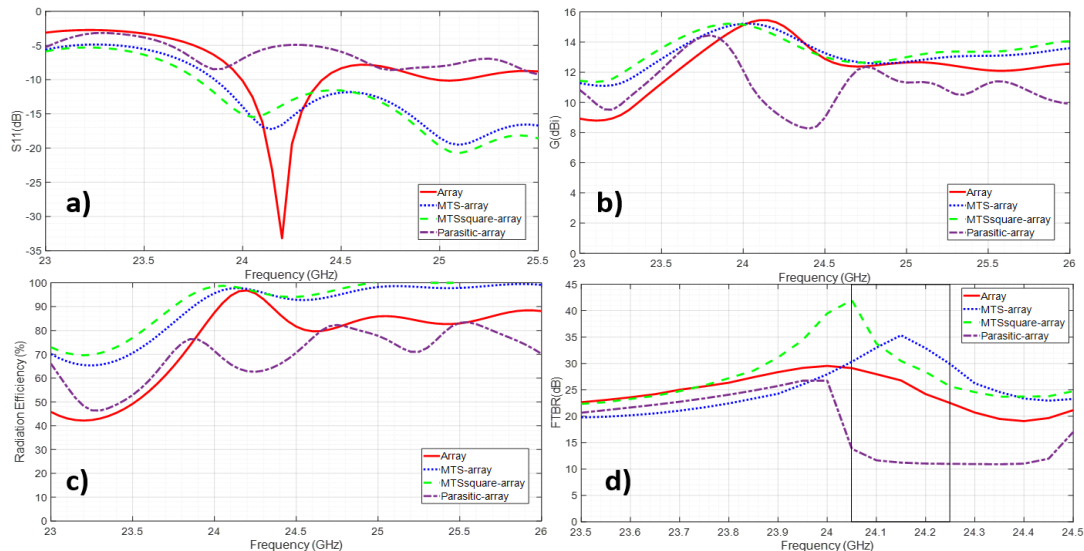 0
-5
-10
-15
-20
-25
-30
-35
S11(dB)
a)
Array
MTS-array
MTSsquare-array
Parasitic-array
23 23.5 24 24.5 25 25.5
Frequency (GHz)
16
14
12
10
8
6
4
2
0
G(dBi)
b)
Array
MTS-array
MTSsquare-array
Parasitic-array
23 23.5 24 24.5 25 25.5 26
Frequency (GHz)
100
90
80
70
60
50
40
30
20
10
0
Radiation Efficiency (%)
c)
Array
MTS-array
MTSsquare-array
Parasitic-array
23 23.5 24 24.5 25 25.5 26
Frequency (GHz)
45
40
35
30
25
20
15
10
5
0
FTBR(dB)
d)
Array
MTS-array
MTSsquare-array
Parasitic-array
23.5 23.6 23.7 23.8 23.9 24 24.1 24.2 24.3 24.4 24.5
Frequency (GHz)